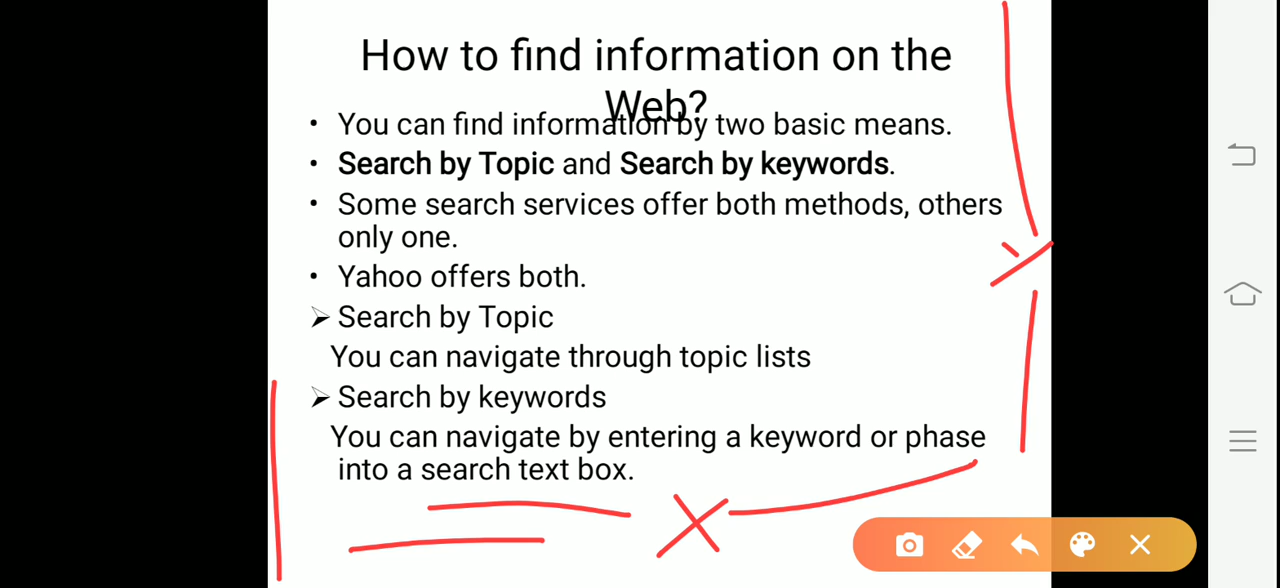 How to find information on the
Web?
• You can find information by two basic means.
• Search by Topic and Search by keywords.
• Some search services offer both methods, others
only one.
• Yahoo offers both.
➢ Search by Topic
You can navigate through topic lists
➢ Search by keywords
You can navigate by entering a keyword or phase
into a search text box.